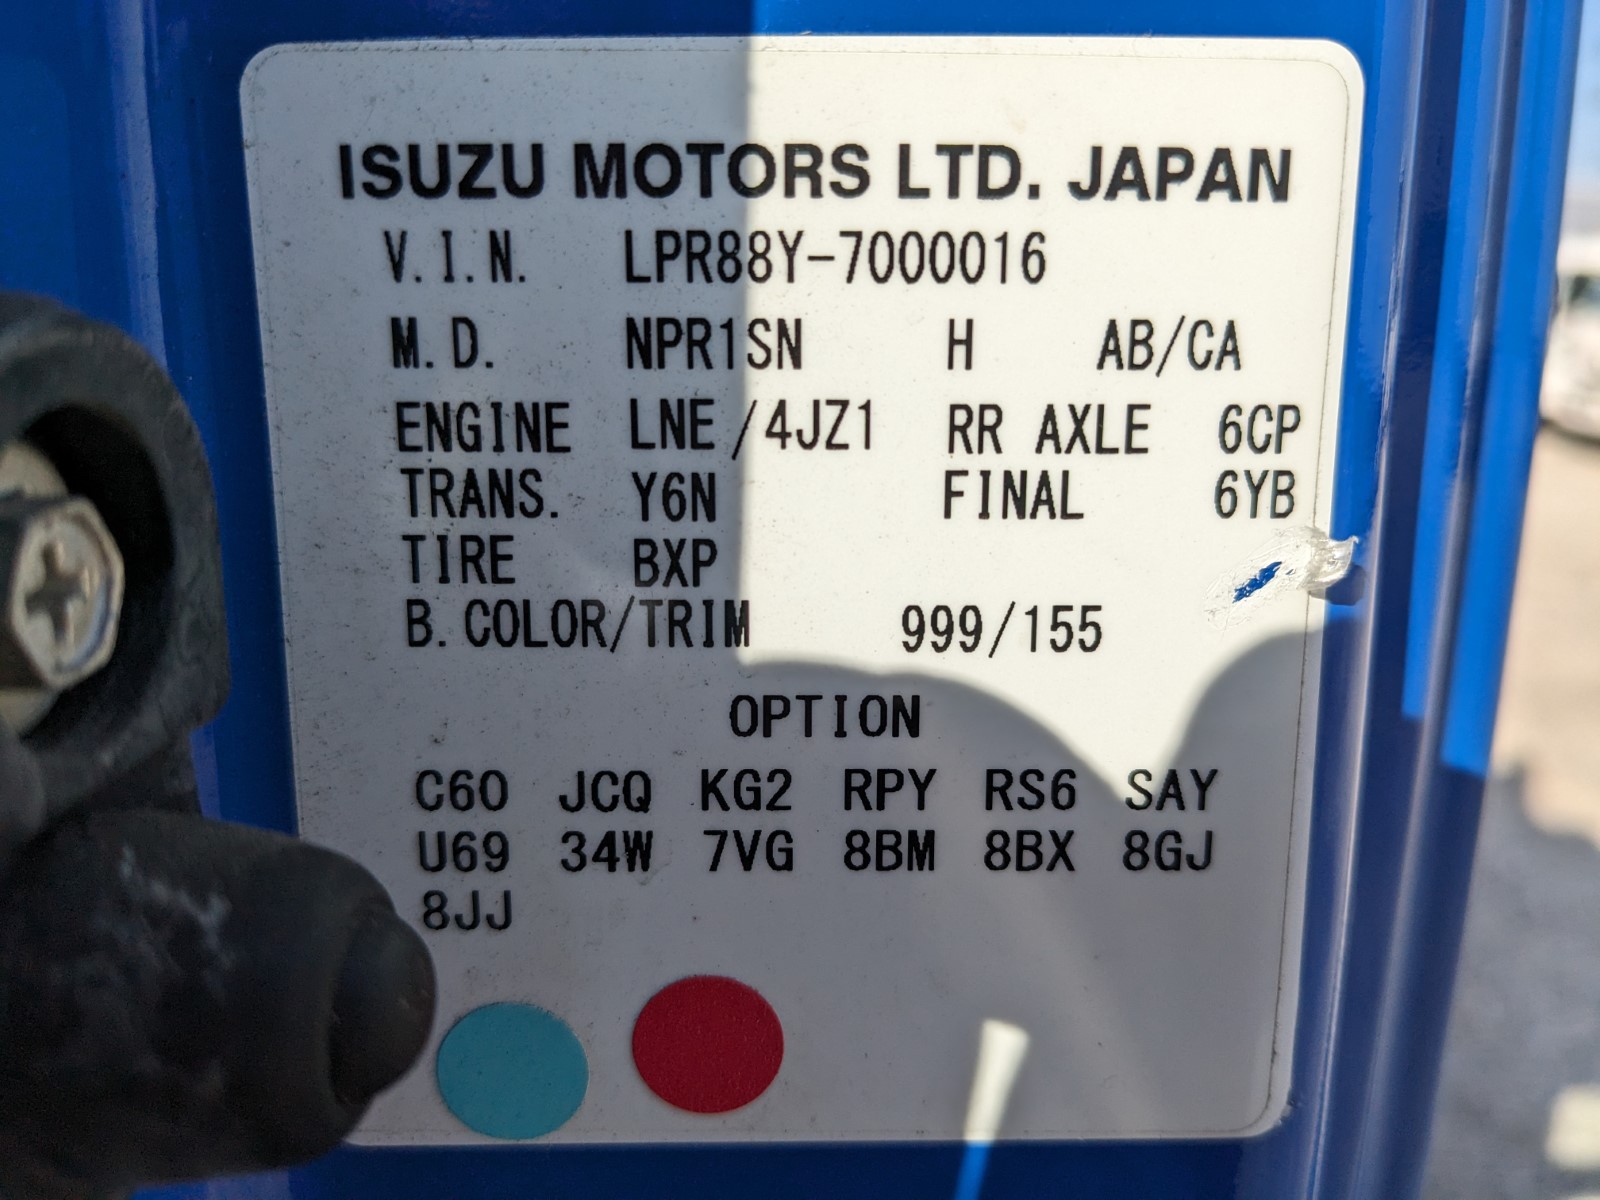 ISUZU MOTORS LTD. JAPAN
V.I.N. LPR88Y-7000016
M.D. NPR1SN H AB/CA
ENGINE LNE/4JZ1 RR AXLE 6CP
TRANS. Y6N FINAL 6YB
TIRE BXP
B.COLOR/TRIM 999/155
OPTION
C60 JCQ KG2 RPY RS6 SAY
U69 34W 7VG 8BM 8BX 8GJ
8JJ